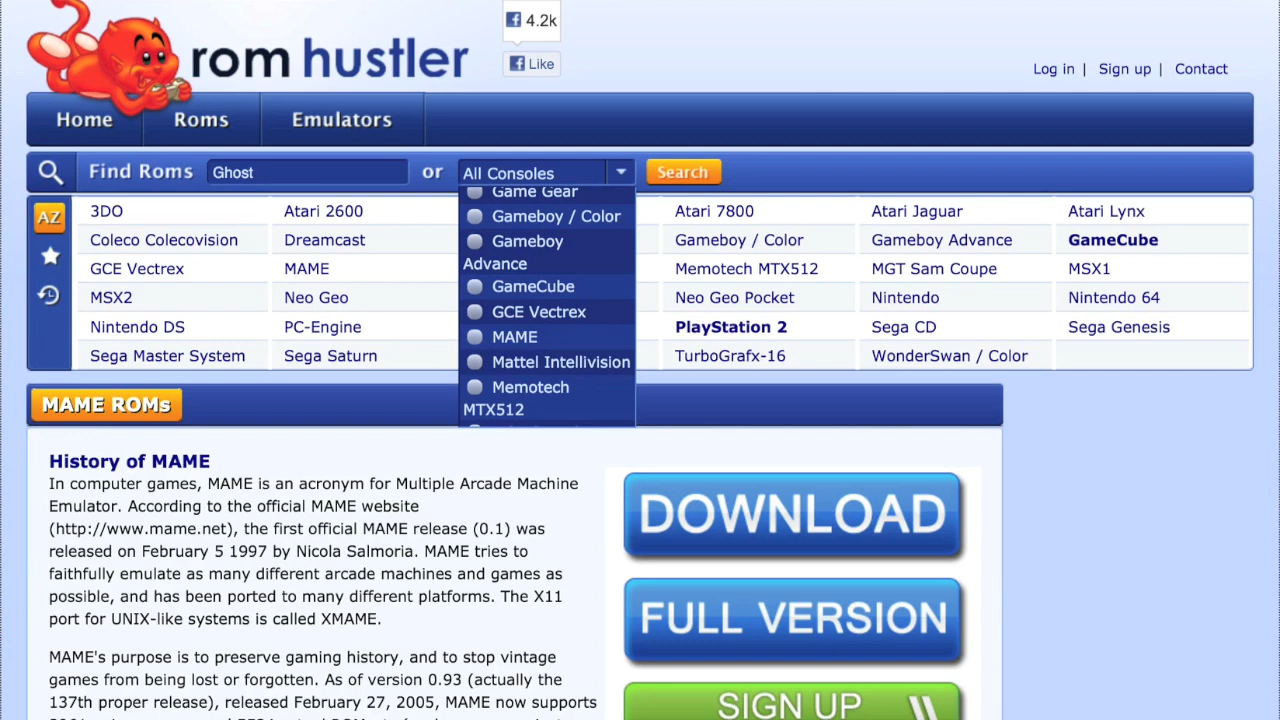 4.2k
rom hustler
Like
Log in | Sign up | Contact
Home Roms Emulators
Find Roms Ghost or All Consoles Search
Game Gear
Gameboy / Color
Gameboy
Advance
GameCube
GCE Vectrex
MAME
Mattel Intellivision
Memotech
MTX512
AZ 3DO Atari 2600 Atari 7800 Atari Jaguar Atari Lynx
Coleco Colecovision Dreamcast Gameboy / Color Gameboy Advance GameCube
GCE Vectrex MAME Memotech MTX512 MGT Sam Coupe MSX1
MSX2 Neo Geo Neo Geo Pocket Nintendo Nintendo 64
Nintendo DS PC-Engine PlayStation 2 Sega CD Sega Genesis
Sega Master System Sega Saturn TurboGrafx-16 WonderSwan / Color
MAME ROMs
History of MAME
In computer games, MAME is an acronym for Multiple Arcade Machine
Emulator. According to the official MAME website
(http://www.mame.net), the first official MAME release (0.1) was
released on February 5 1997 by Nicola Salmoria. MAME tries to
faithfully emulate as many different arcade machines and games as
possible, and has been ported to many different platforms. The X11
port for UNIX-like systems is called XMAME.
MAME's purpose is to preserve gaming history, and to stop vintage
games from being lost or forgotten. As of version 0.93 (actually the
137th proper release), released February 27, 2005, MAME now supports
DOWNLOAD
FULL VERSION
SIGN UP